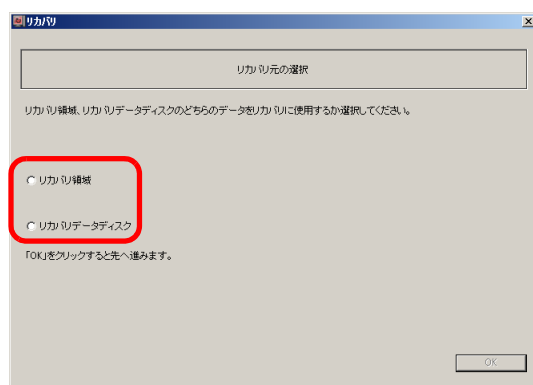 リカバリ
リカバリ元の選択
リカバリ領域、リカバリデータディスクのどちらのデータをリカバリに使用するか選択してください。
リカバリ領域
リカバリデータディスク
「OK」をクリックすると先へ進みます。
OK